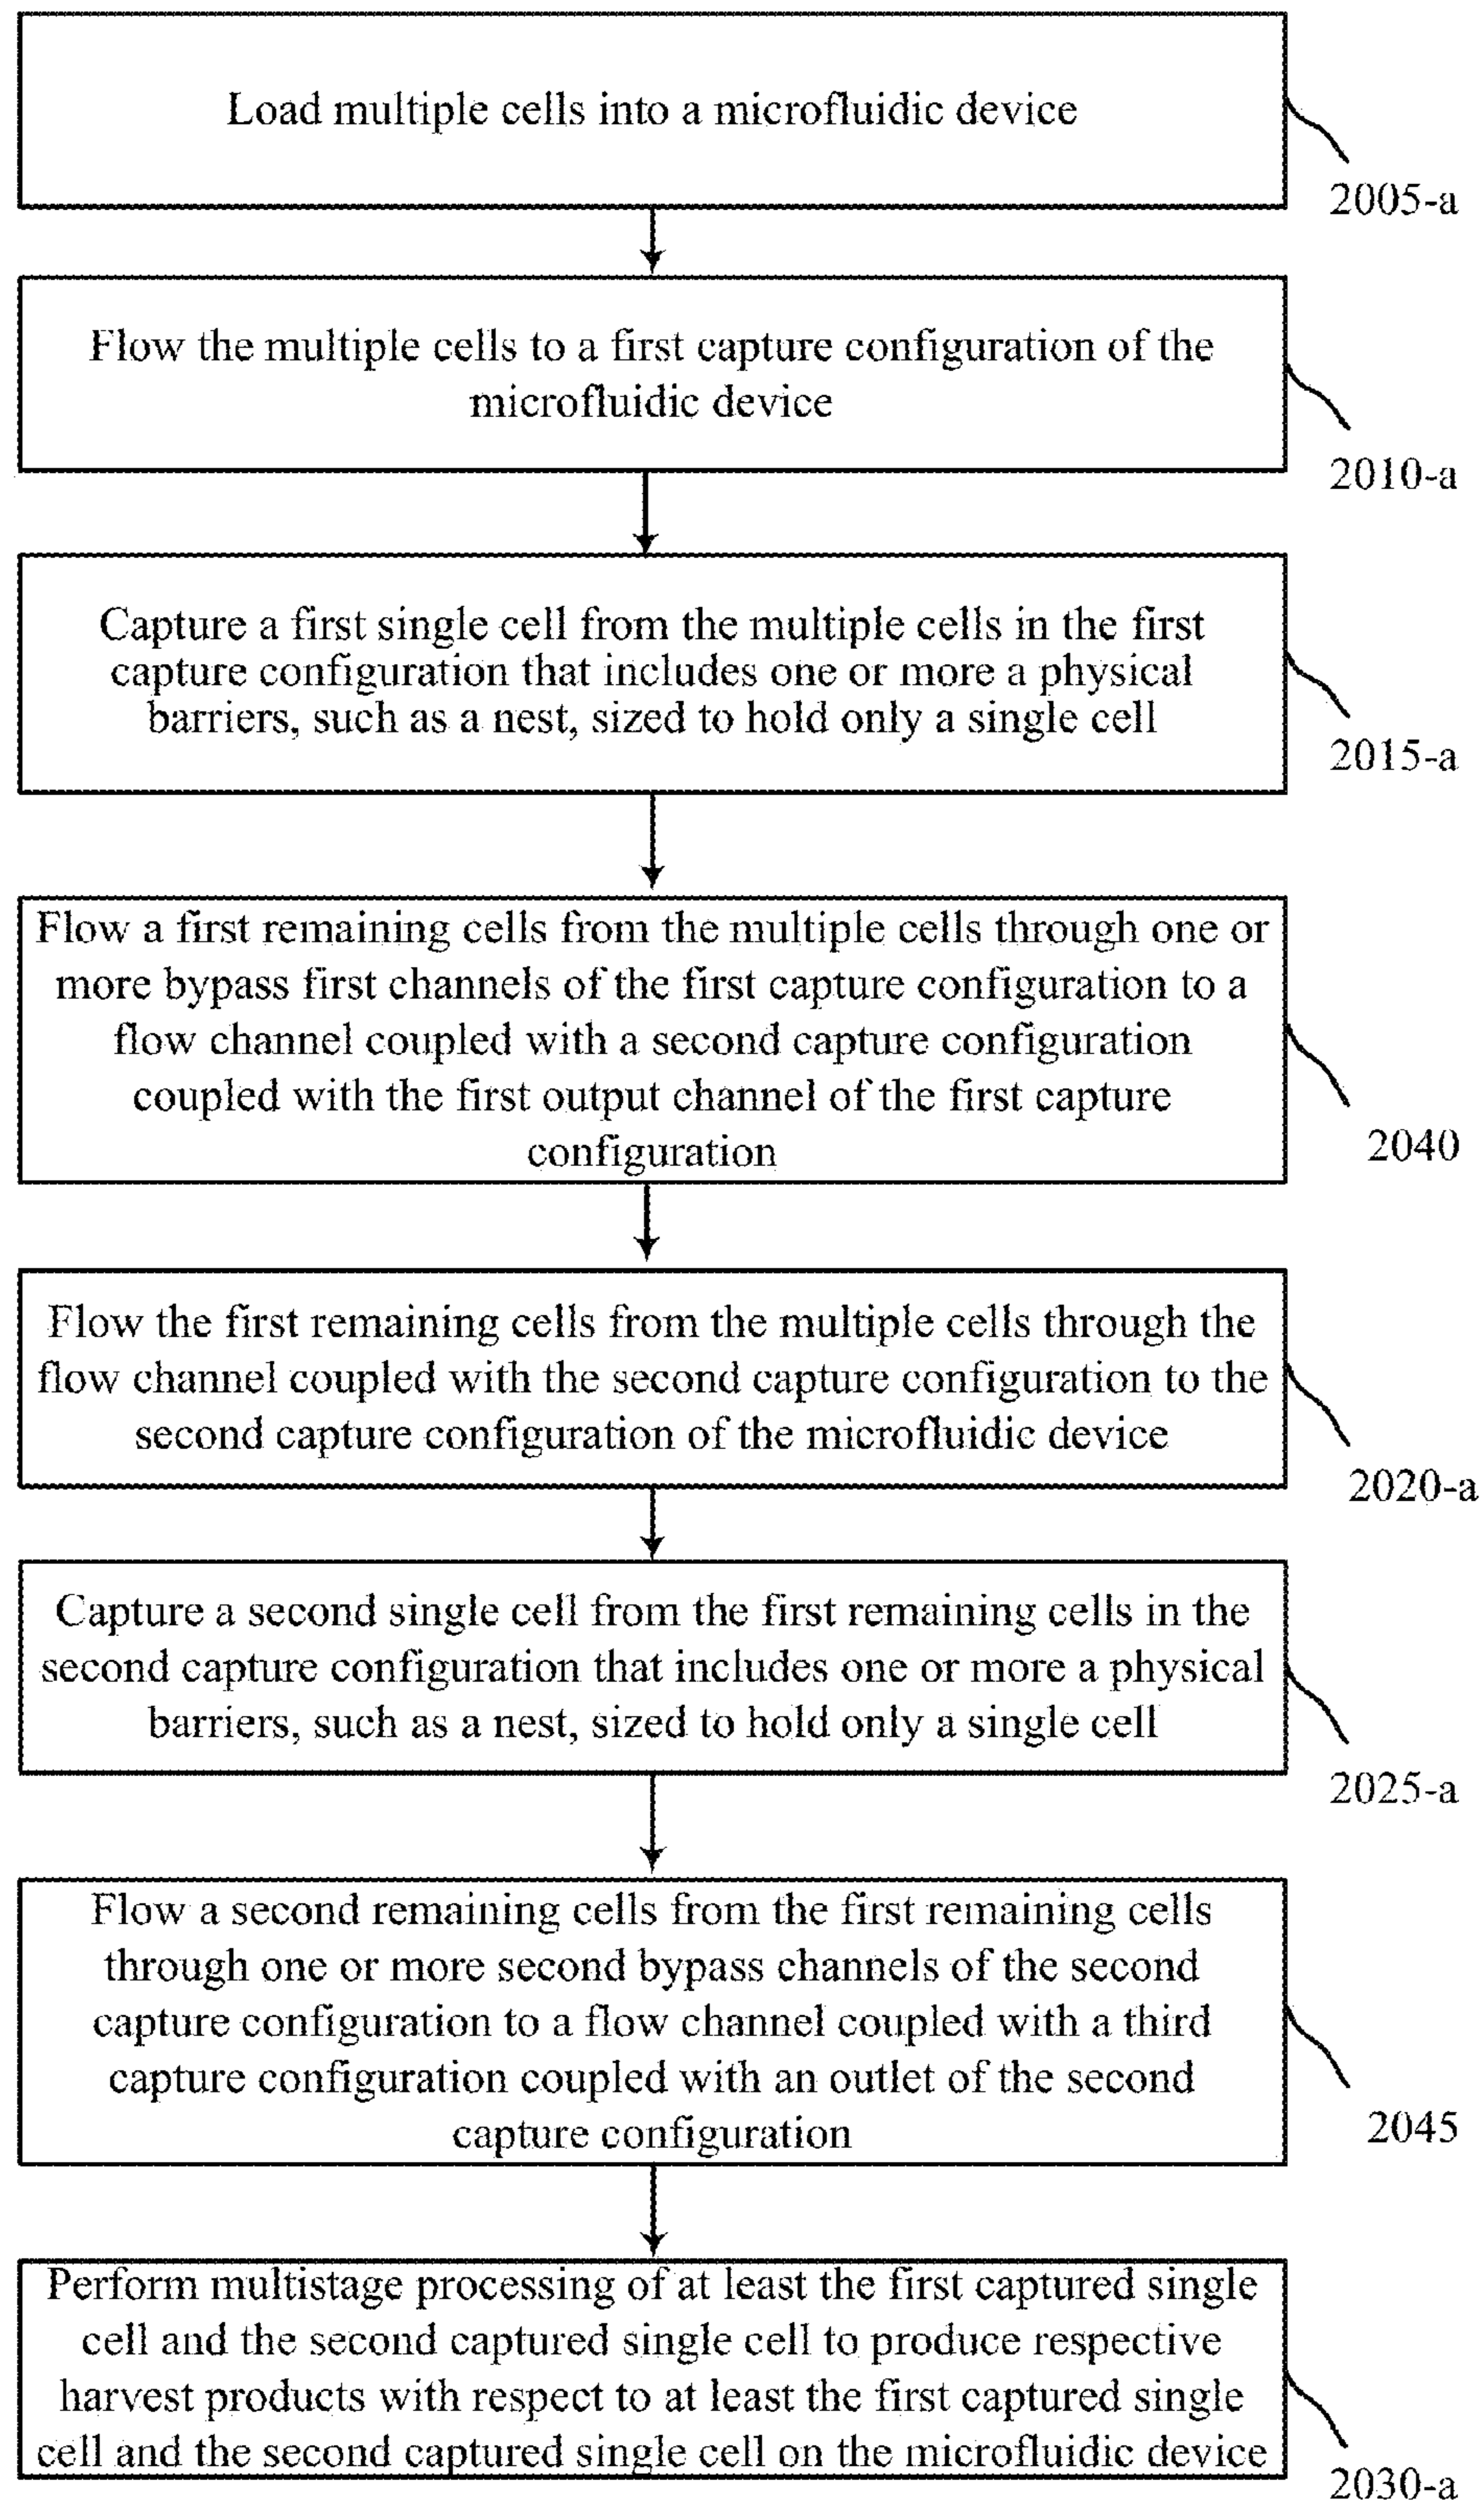 Load multiple cells into a microfluidic device
2005-a
Flow the multiple cells to a first capture configuration of the
microfluidic device
2010-a
Capture a first single cell from the multiple cells in the first
capture configuration that includes one or more a physical
barriers, such as a nest, sized to hold only a single cell
2015-a
Flow a first remaining cells from the multiple cells through one or
more bypass first channels of the first capture configuration to a
flow channel coupled with a second capture configuration
coupled with the first output channel of the first capture
configuration
2040
Flow the first remaining cells from the multiple cells through the
flow channel coupled with the second capture configuration to the
second capture configuration of the microfluidic device
2020-a
Capture a second single cell from the first remaining cells in the
second capture configuration that includes one or more a physical
barriers, such as a nest, sized to hold only a single cell
2025-a
Flow a second remaining cells from the first remaining cells
through one or more second bypass channels of the second
capture configuration to a flow channel coupled with a third
capture configuration coupled with an outlet of the second
capture configuration
2045
Perform multistage processing of at least the first captured single
cell and the second captured single cell to produce respective
harvest products with respect to at least the first captured single
cell and the second captured single cell on the microfluidic device
2030-a